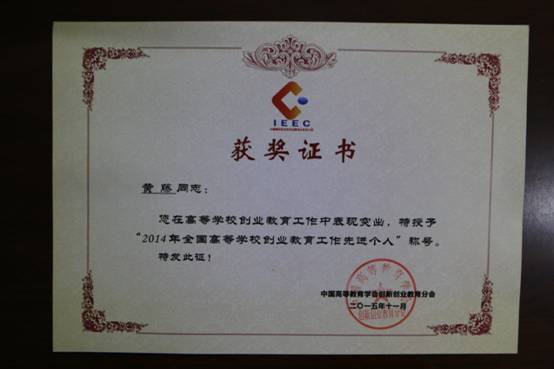 IEEC
获奖证书
黄藤 同志：
您在高等学校创业教育工作中表现突出，特授予
“2014年全国高等学校创业教育工作先进个人”称号。
特发此证！
中国高等教育学会创新创业教育分会
二〇一五年十一月